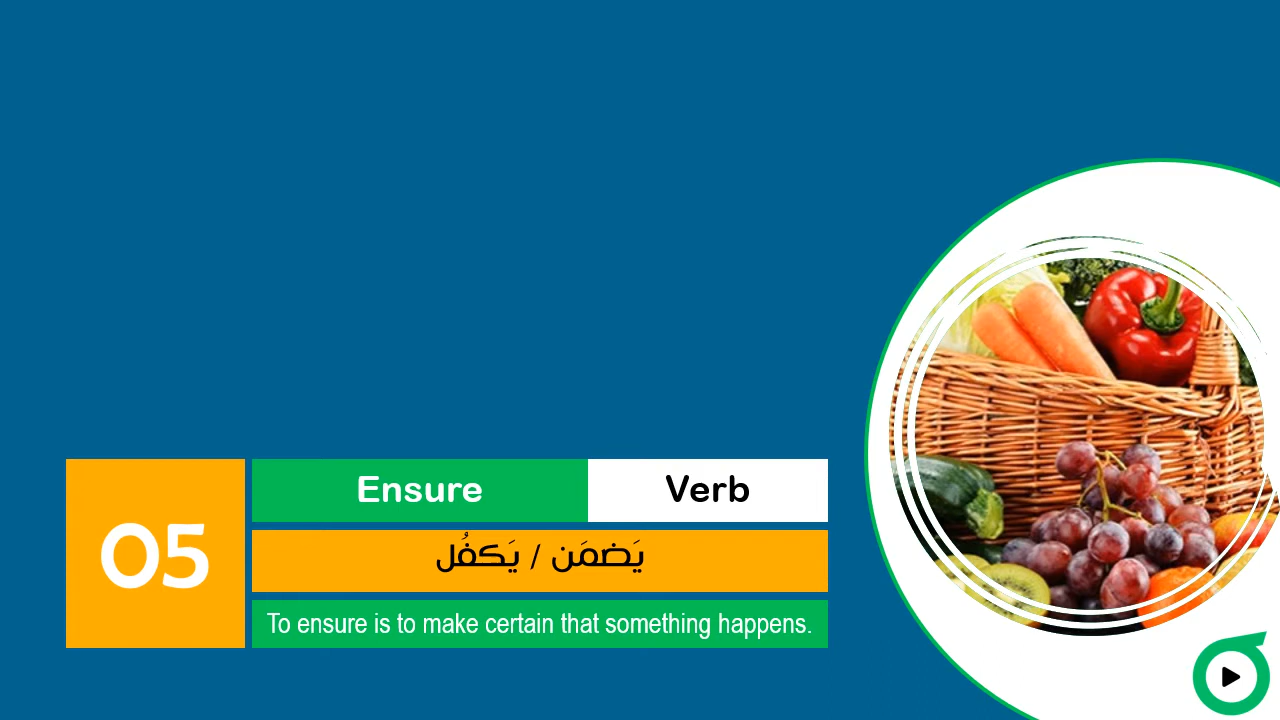 05
Ensure
Verb
يَضمَن / يَكفُل
To ensure is to make certain that something happens.